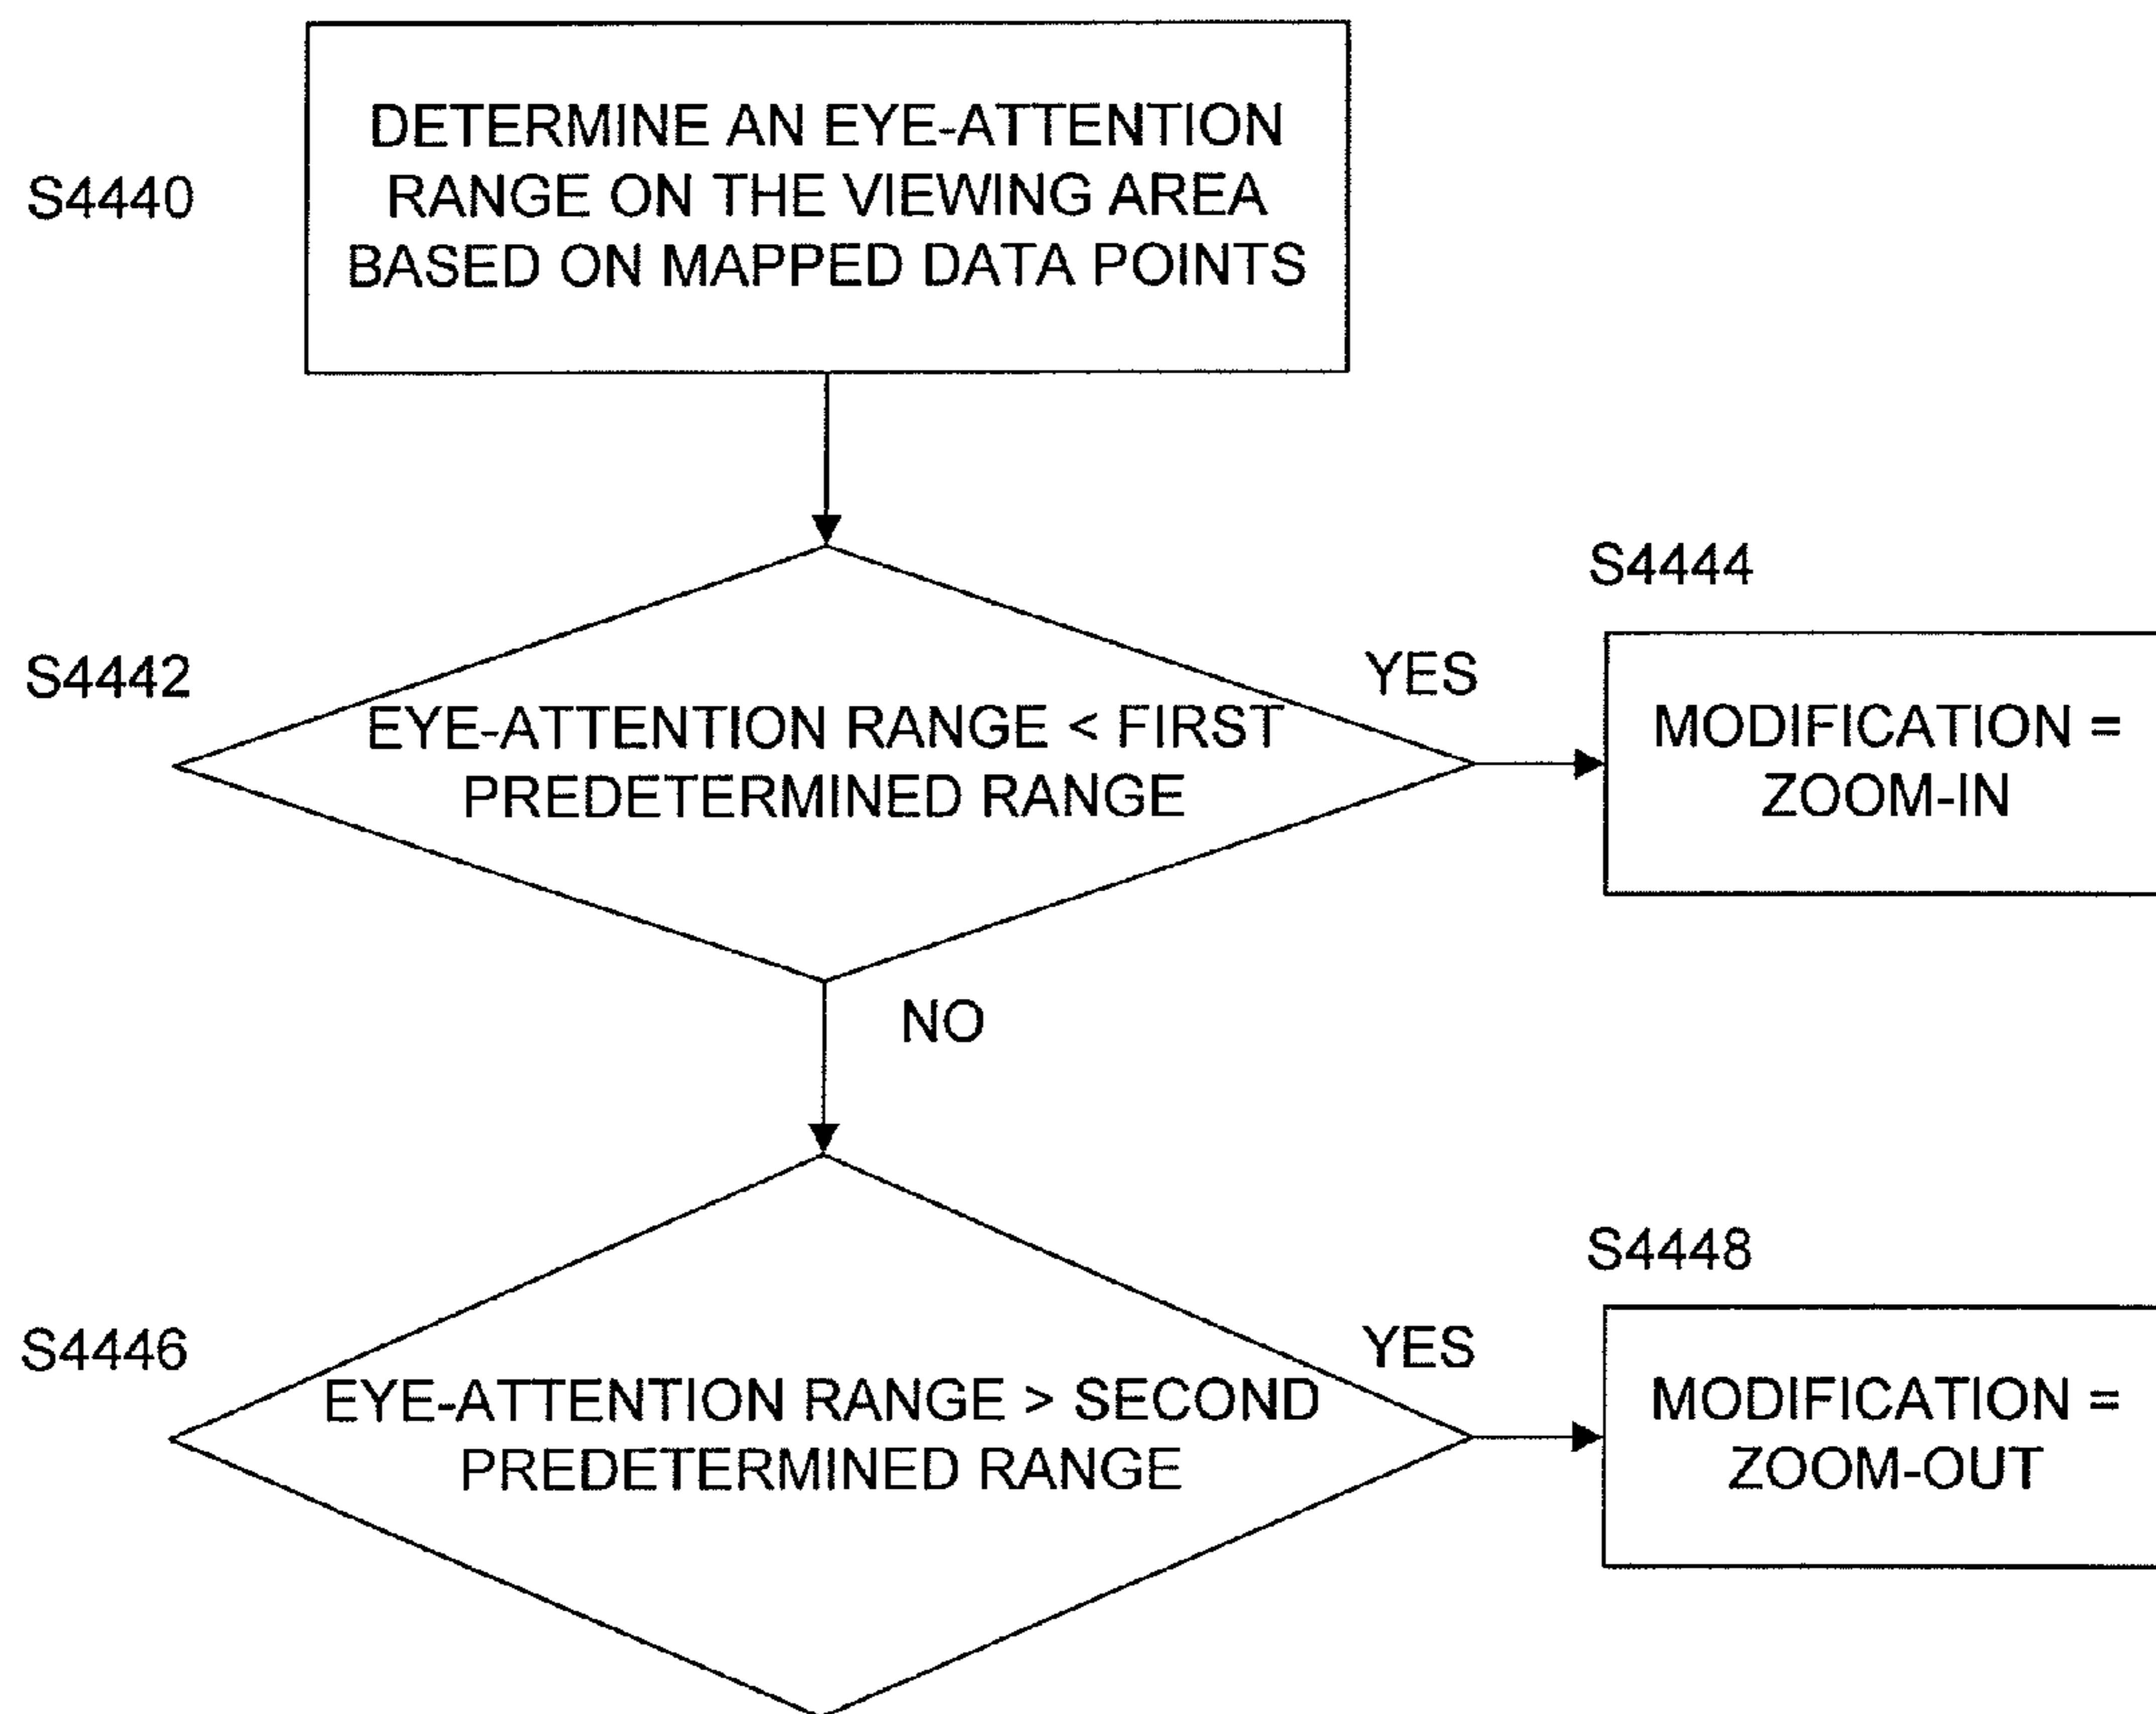 S4440
DETERMINE AN EYE-ATTENTION
RANGE ON THE VIEWING AREA
BASED ON MAPPED DATA POINTS
S4442
EYE-ATTENTION RANGE < FIRST
PREDETERMINED RANGE
YES
S4444
MODIFICATION =
ZOOM-IN
NO
S4446
EYE-ATTENTION RANGE > SECOND
PREDETERMINED RANGE
YES
S4448
MODIFICATION =
ZOOM-OUT